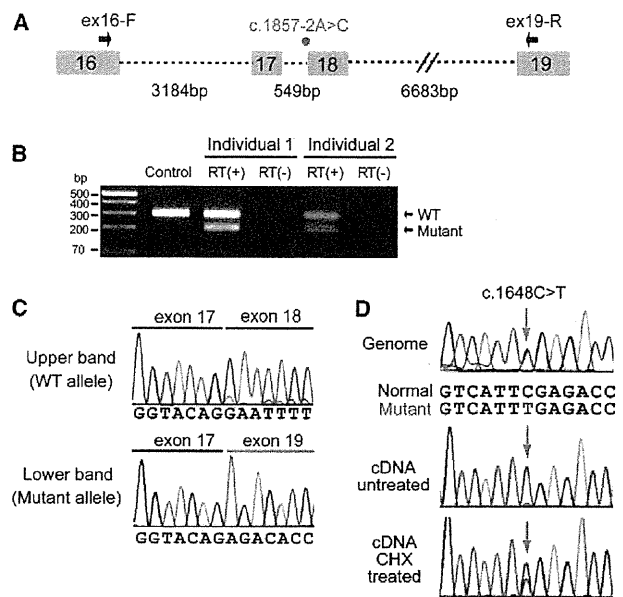 A
ex16-F
c.1857-2A>C
ex19-R
16
17
18
19
3184bp
549bp
6683bp
B
Individual 1
Individual 2
bp
Control
RT(+)
RT(-)
RT(+)
RT(-)
500
400
300
200
70
WT
Mutant
C
exon 17
exon 18
Upper band
(WT allele)
GGTACAGGAATTTT
exon 17
exon 19
Lower band
(Mutant allele)
GGTACAGAGACACC
D
c.1648C>T
Genome
Normal
GTCATTCGAGACC
Mutant
GTCATTTGAGACC
cDNA
untreated
cDNA
CHX
treated